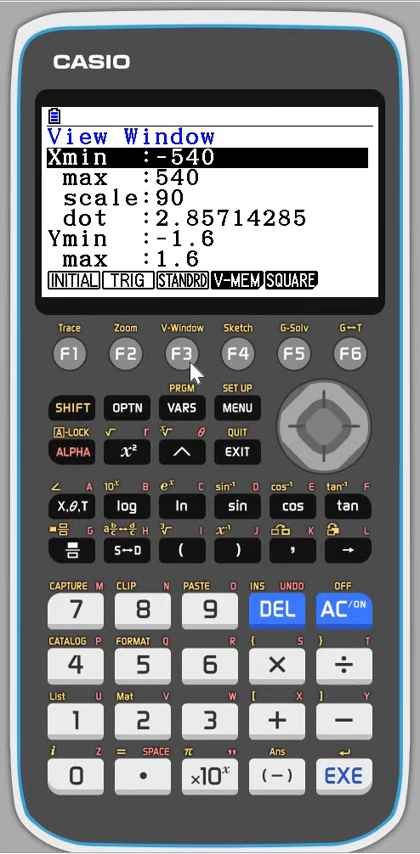 CASIO
View Window
Xmin :-540
max :540
scale:90
dot :2.85714285
Ymin :-1.6
max :1.6
INITIAL TRIG STANDRD V-MEM SQUARE
Trace Zoom V-Window Sketch G-Solv G↔T
F1 F2 F3 F4 F5 F6
PRGM SET UP
SHIFT OPTN VARS MENU
A-LOCK √ r ˣ√ θ QUIT
ALPHA x² ^ EXIT
∠ A 10ˣ B eˣ C sin⁻¹ D cos⁻¹ E tan⁻¹ F
X,θ,T log ln sin cos tan
G H ³√ I x⁻¹ J K L
S↔D ( ) , →
CAPTURE M CLIP N PASTE O INS UNDO OFF
7 8 9 DEL AC/ON
CATALOG P FORMAT Q R { S } T
4 5 6 × ÷
List U Mat V W [ X ] Y
1 2 3 + −
i Z = SPACE π " Ans ↵
0 • ×10ˣ (−) EXE